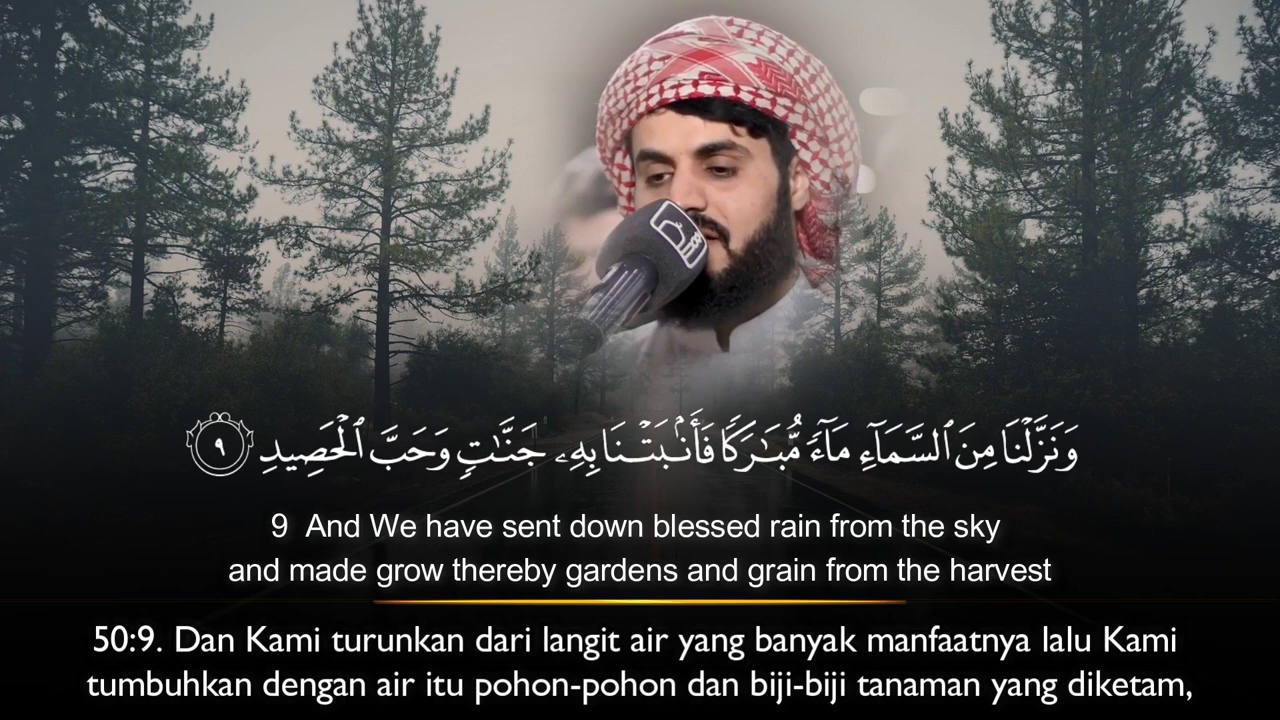 وَنَزَّلْنَا مِنَ ٱلسَّمَآءِ مَآءً مُّبَٰرَكًا فَأَنۢبَتْنَا بِهِۦ جَنَّٰتٍ وَحَبَّ ٱلْحَصِيدِ ٩
9 And We have sent down blessed rain from the sky
and made grow thereby gardens and grain from the harvest
50:9. Dan Kami turunkan dari langit air yang banyak manfaatnya lalu Kami
tumbuhkan dengan air itu pohon-pohon dan biji-biji tanaman yang diketam,